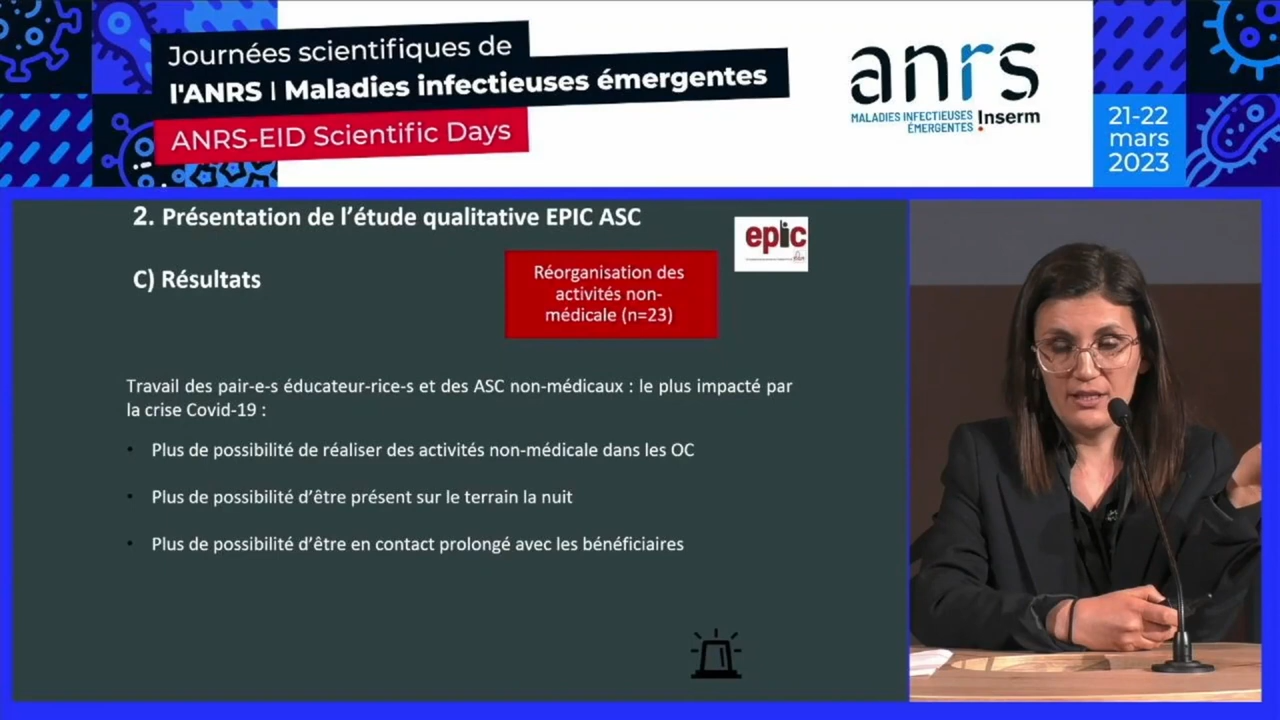 Journées scientifiques de
l'ANRS | Maladies infectieuses émergentes
ANRS-EID Scientific Days
anrs
MALADIES INFECTIEUSES
ÉMERGENTES
Inserm
21-22
mars
2023
2. Présentation de l’étude qualitative EPIC ASC
epic
C) Résultats
Réorganisation des
activités non-
médicale (n=23)
Travail des pair-e-s éducateur-rice-s et des ASC non-médicaux : le plus impacté par
la crise Covid-19 :
• Plus de possibilité de réaliser des activités non-médicale dans les OC
• Plus de possibilité d’être présent sur le terrain la nuit
• Plus de possibilité d’être en contact prolongé avec les bénéficiaires